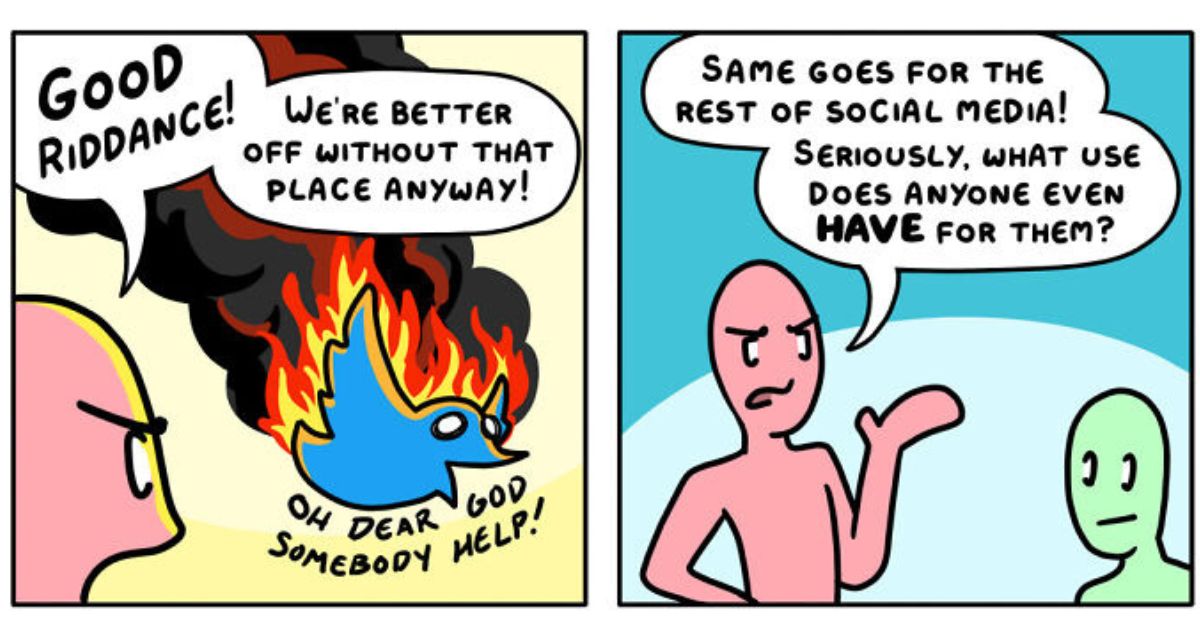 GOOD
RIDDANCE!
WE'RE BETTER
OFF WITHOUT THAT
PLACE ANYWAY!
OH DEAR GOD
SOMEBODY HELP!
SAME GOES FOR THE
REST OF SOCIAL MEDIA!
SERIOUSLY, WHAT USE
DOES ANYONE EVEN
HAVE FOR THEM?